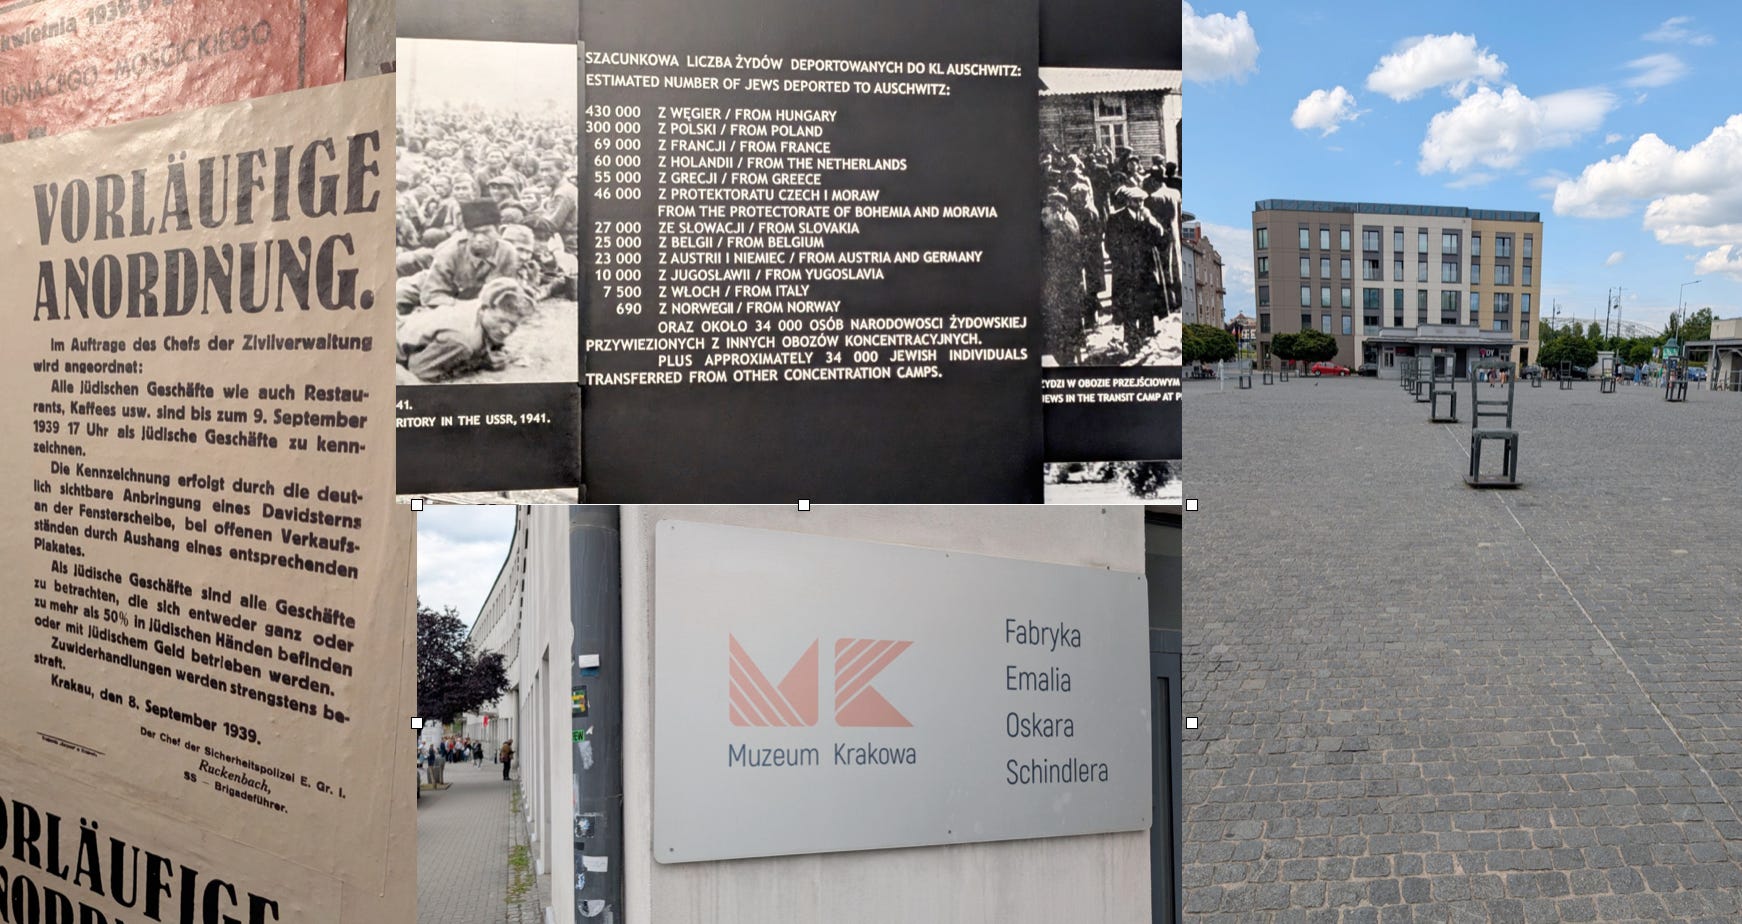 kwietnia 1939
IGNACEGO MOŚCICKIEGO
VORLÄUFIGE
ANORDNUNG.
Im Auftrage des Chefs der Zivilverwaltung
wird angeordnet:
Alle jüdischen Geschäfte wie auch Restau-
rants, Kaffees usw. sind bis zum 9. September
1939 17 Uhr als jüdische Geschäfte zu kenn-
zeichnen.
Die Kennzeichnung erfolgt durch die deut-
lich sichtbare Anbringung eines Davidsterns
an der Fensterscheibe, bei offenen Verkaufs-
ständen durch Aushang eines entsprechenden
Plakates.
Als jüdische Geschäfte sind alle Geschäfte
zu betrachten, die sich entweder ganz oder
zu mehr als 50% in jüdischen Händen befinden
oder mit jüdischem Geld betrieben werden.
Zuwiderhandlungen werden strengstens be-
straft.
Krakau, den 8. September 1939.
Der Chef der Sicherheitspolizei E. Gr. I.
Ruckenbach,
SS – Brigadeführer.
ORLÄUFIGE
SZACUNKOWA LICZBA ŻYDÓW DEPORTOWANYCH DO KL AUSCHWITZ:
ESTIMATED NUMBER OF JEWS DEPORTED TO AUSCHWITZ:
430 000 Z WĘGIER / FROM HUNGARY
300 000 Z POLSKI / FROM POLAND
69 000 Z FRANCJI / FROM FRANCE
60 000 Z HOLANDII / FROM THE NETHERLANDS
55 000 Z GRECJI / FROM GREECE
46 000 Z PROTEKTORATU CZECH I MORAW
FROM THE PROTECTORATE OF BOHEMIA AND MORAVIA
27 000 ZE SŁOWACJI / FROM SLOVAKIA
25 000 Z BELGII / FROM BELGIUM
23 000 Z AUSTRII I NIEMIEC / FROM AUSTRIA AND GERMANY
10 000 Z JUGOSŁAWII / FROM YUGOSLAVIA
7 500 Z WŁOCH / FROM ITALY
690 Z NORWEGII / FROM NORWAY
ORAZ OKOŁO 34 000 OSÓB NARODOWOSCI ŻYDOWSKIEJ
PRZYWIEZIONYCH Z INNYCH OBOZÓW KONCENTRACYJNYCH.
PLUS APPROXIMATELY 34 000 JEWISH INDIVIDUALS
TRANSFERRED FROM OTHER CONCENTRATION CAMPS.
41.
RITORY IN THE USSR, 1941.
ŻYDZI W OBOZIE PRZEJŚCIOWYM
JEWS IN THE TRANSIT CAMP AT P
MK
Muzeum Krakowa
Fabryka
Emalia
Oskara
Schindlera